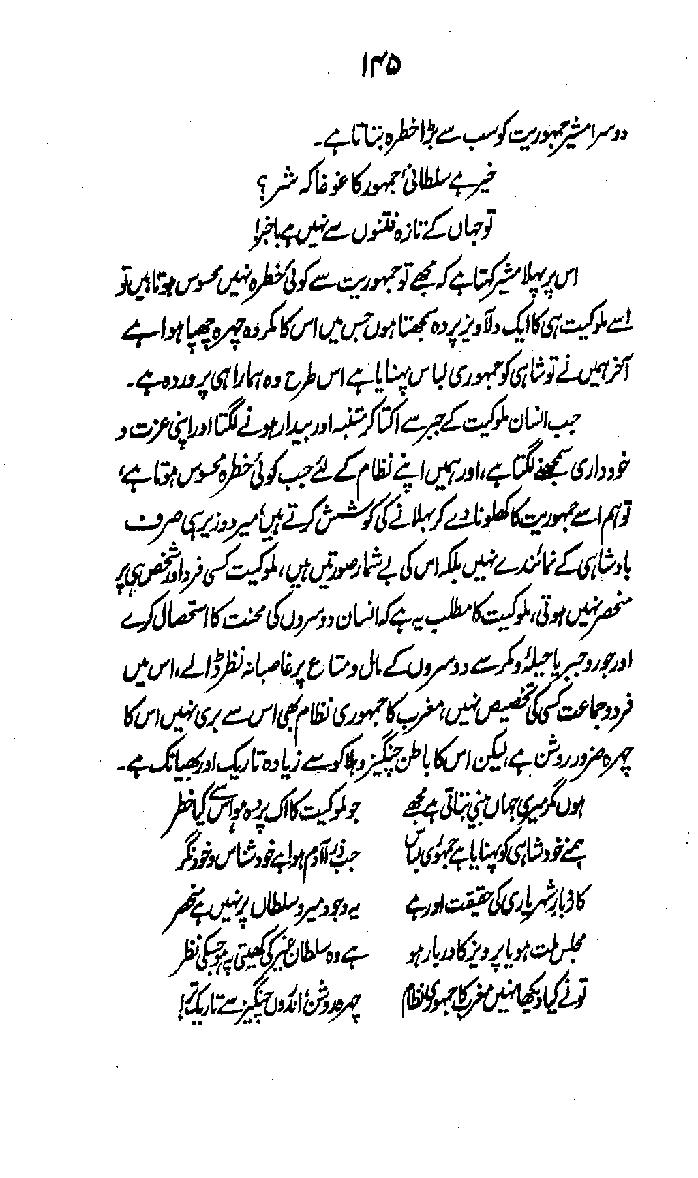 ۱۴۵
دوسرا مشیر جمہوریت کو سب سے بڑا خطرہ بتاتا ہے۔
خیر ہے سلطانیٔ جمہور کا غوغا کہ شر؟
تو جہاں کے تازہ فتنوں سے نہیں ہے باخبر!
اس پر پہلا مشیر کہتا ہے کہ مجھے تو جمہوریت سے کوئی خطرہ نہیں محسوس ہوتا میں تو
اسے ملوکیت ہی کا ایک دلآویز پردہ سمجھتا ہوں جس میں اس کا مکروہ چہرہ چھپا ہوا ہے
آخر ہمیں نے تو شاہی کو جمہوری لباس پہنایا ہے اس طرح وہ ہمارا ہی پروردہ ہے۔
جب انسان ملوکیت کے جبر سے اکتا کر متنبہ اور بیدار ہونے لگتا اور اپنی عزت و
خودداری سمجھنے لگتا ہے، اور ہمیں اپنے نظام کے لئے جب کوئی خطرہ محسوس ہوتا ہے،
تو ہم اسے جمہوریت کا کھلونا دے کر بہلانے کی کوشش کرتے ہیں، میر و وزیر ہی صرف
بادشاہی کے نمائندے نہیں بلکہ اس کی بے شمار صورتیں ہیں، ملوکیت کسی فرد اور شخص ہی پر
منحصر نہیں ہوتی، ملوکیت کا مطلب یہ ہے کہ انسان دوسروں کی محنت کا استحصال کرے
اور جور و جبر یا حیلۂ و مکر سے دوسروں کے مال و متاع پر غاصبانہ نظر ڈالے، اس میں
فرد و جماعت کسی کی تخصیص نہیں، مغرب کا جمہوری نظام بھی اس سے بری نہیں اس کا
چہرہ ضرور روشن ہے، لیکن اس کا باطن چنگیز و ہلاکو سے زیادہ تاریک اور بھیانک ہے۔
ہوں مگر میری جہاں بینی بتاتی ہے مجھے جو ملوکیت کا اک پردہ ہو اس سے کیا خطر
ہم نے خود شاہی کو پہنایا ہے جمہوری لباس جب ذرا آدم ہوا ہے خود شناس و خود نگر
کاروبار شہریاری کی حقیقت اور ہے یہ وجود میر و سلطاں پر نہیں ہے منحصر
مجلس ملت ہو یا پرویز کا دربار ہو ہے وہ سلطاں غیر کی کھیتی پہ ہو جسکی نظر
تو نے کیا دیکھا نہیں مغرب کا جمہوری نظام چہرہ روشن، اندروں چنگیز سے تاریک تر!